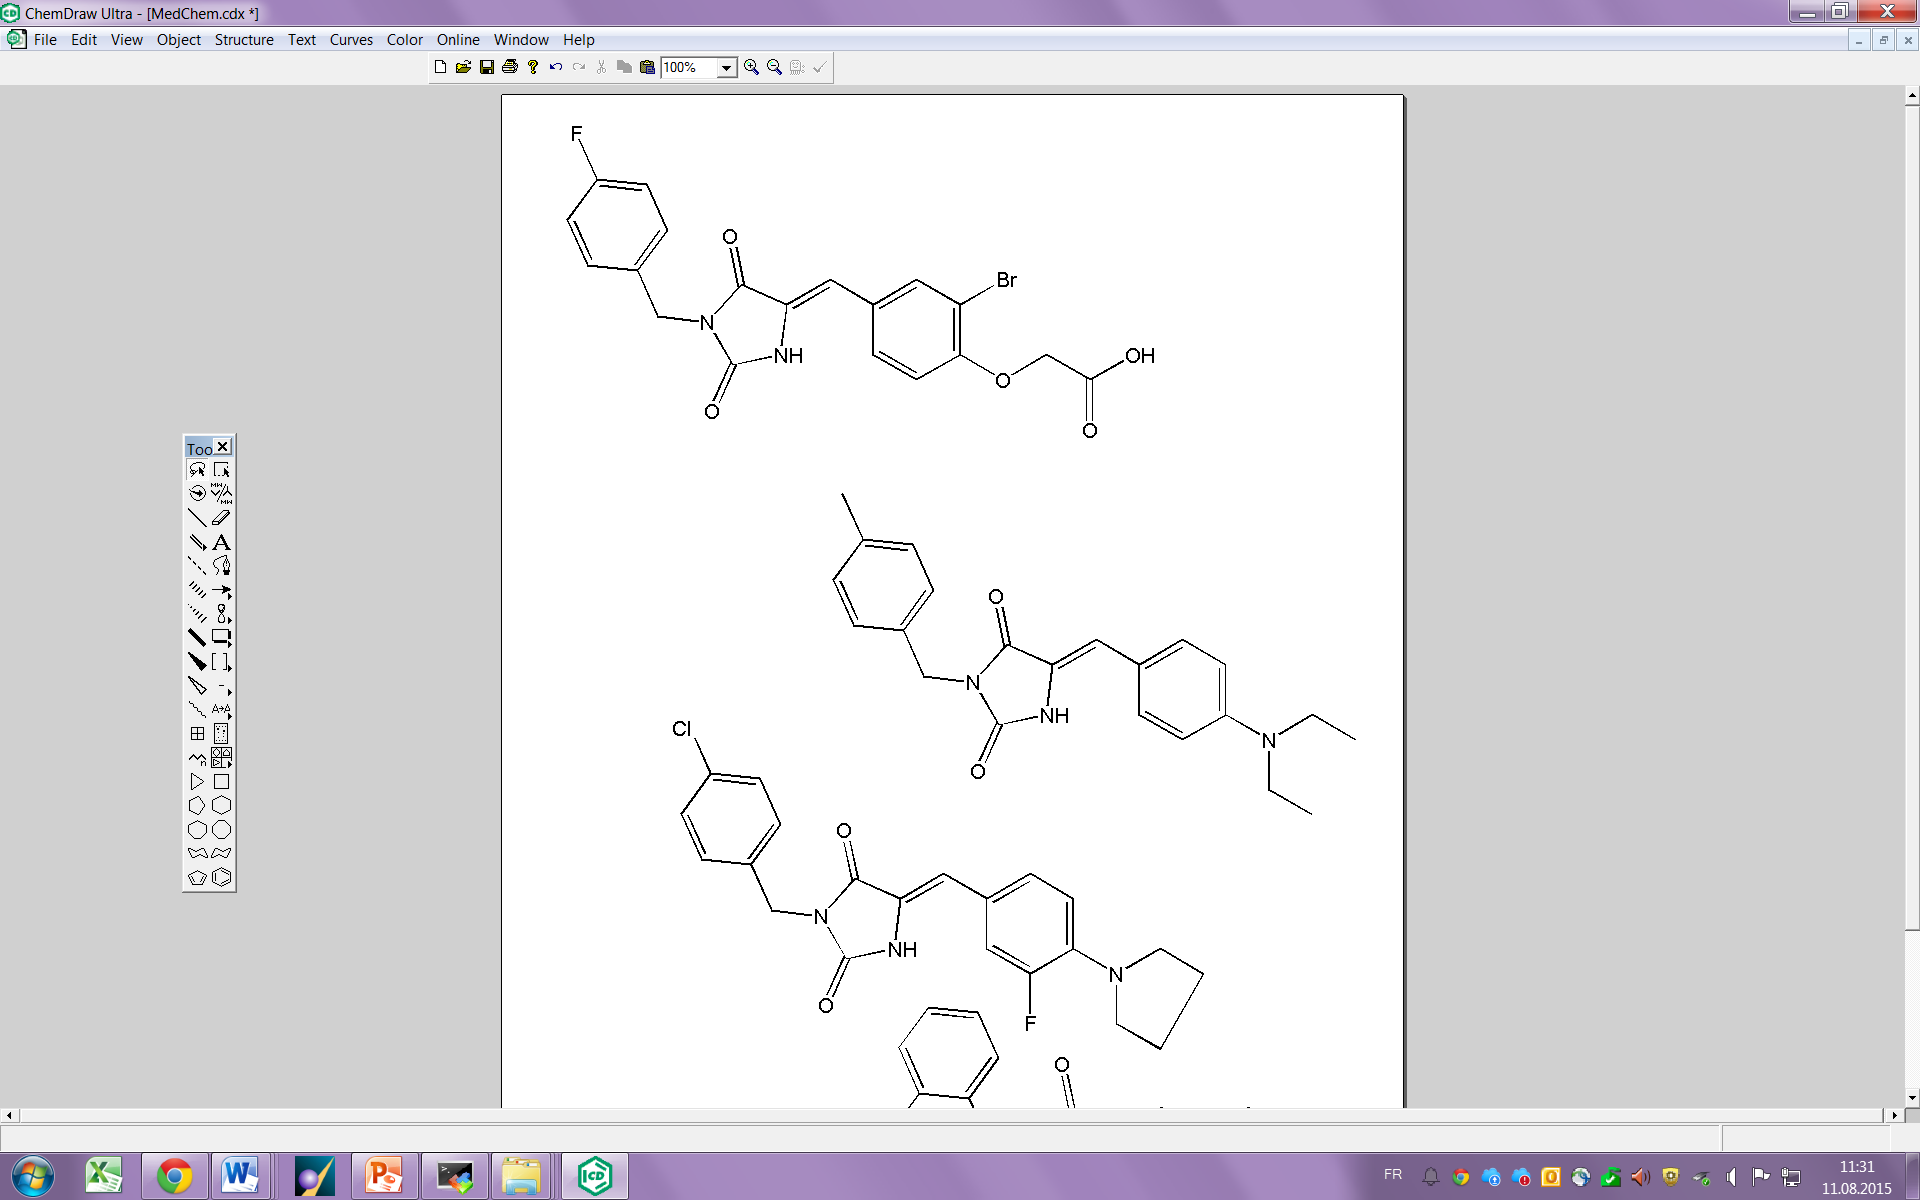 ChemDraw Ultra - [MedChem.cdx *]
File Edit View Object Structure Text Curves Color Online Window Help
100%
F
O
Br
N
NH
OH
O
O
O
Too
A
O
N
NH
Cl
N
O
O
N
NH
N
O
F
O
FR
11:31
11.08.2015